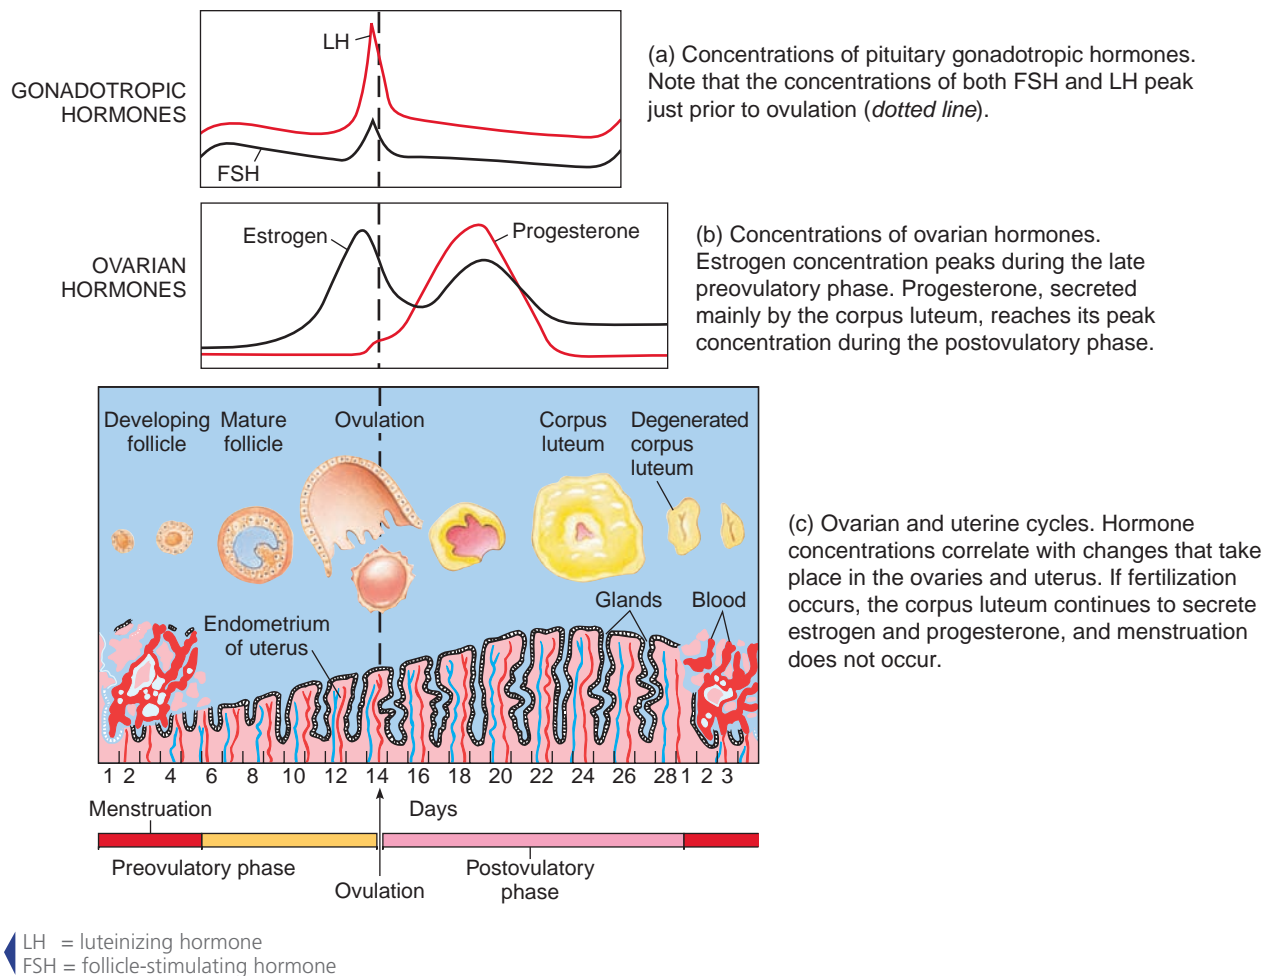 LH
GONADOTROPIC
HORMONES
FSH
(a) Concentrations of pituitary gonadotropic hormones.
Note that the concentrations of both FSH and LH peak
just prior to ovulation (dotted line).
Estrogen
Progesterone
OVARIAN
HORMONES
(b) Concentrations of ovarian hormones.
Estrogen concentration peaks during the late
preovulatory phase. Progesterone, secreted
mainly by the corpus luteum, reaches its peak
concentration during the postovulatory phase.
Developing
follicle
Mature
follicle
Ovulation
Corpus
luteum
Degenerated
corpus
luteum
Endometrium
of uterus
Glands
Blood
(c) Ovarian and uterine cycles. Hormone
concentrations correlate with changes that take
place in the ovaries and uterus. If fertilization
occurs, the corpus luteum continues to secrete
estrogen and progesterone, and menstruation
does not occur.
1 2 4 6 8 10 12 14 16 18 20 22 24 26 28 1 2 3
Menstruation
Days
Preovulatory phase
Ovulation
Postovulatory
phase
LH = luteinizing hormone
FSH = follicle-stimulating hormone